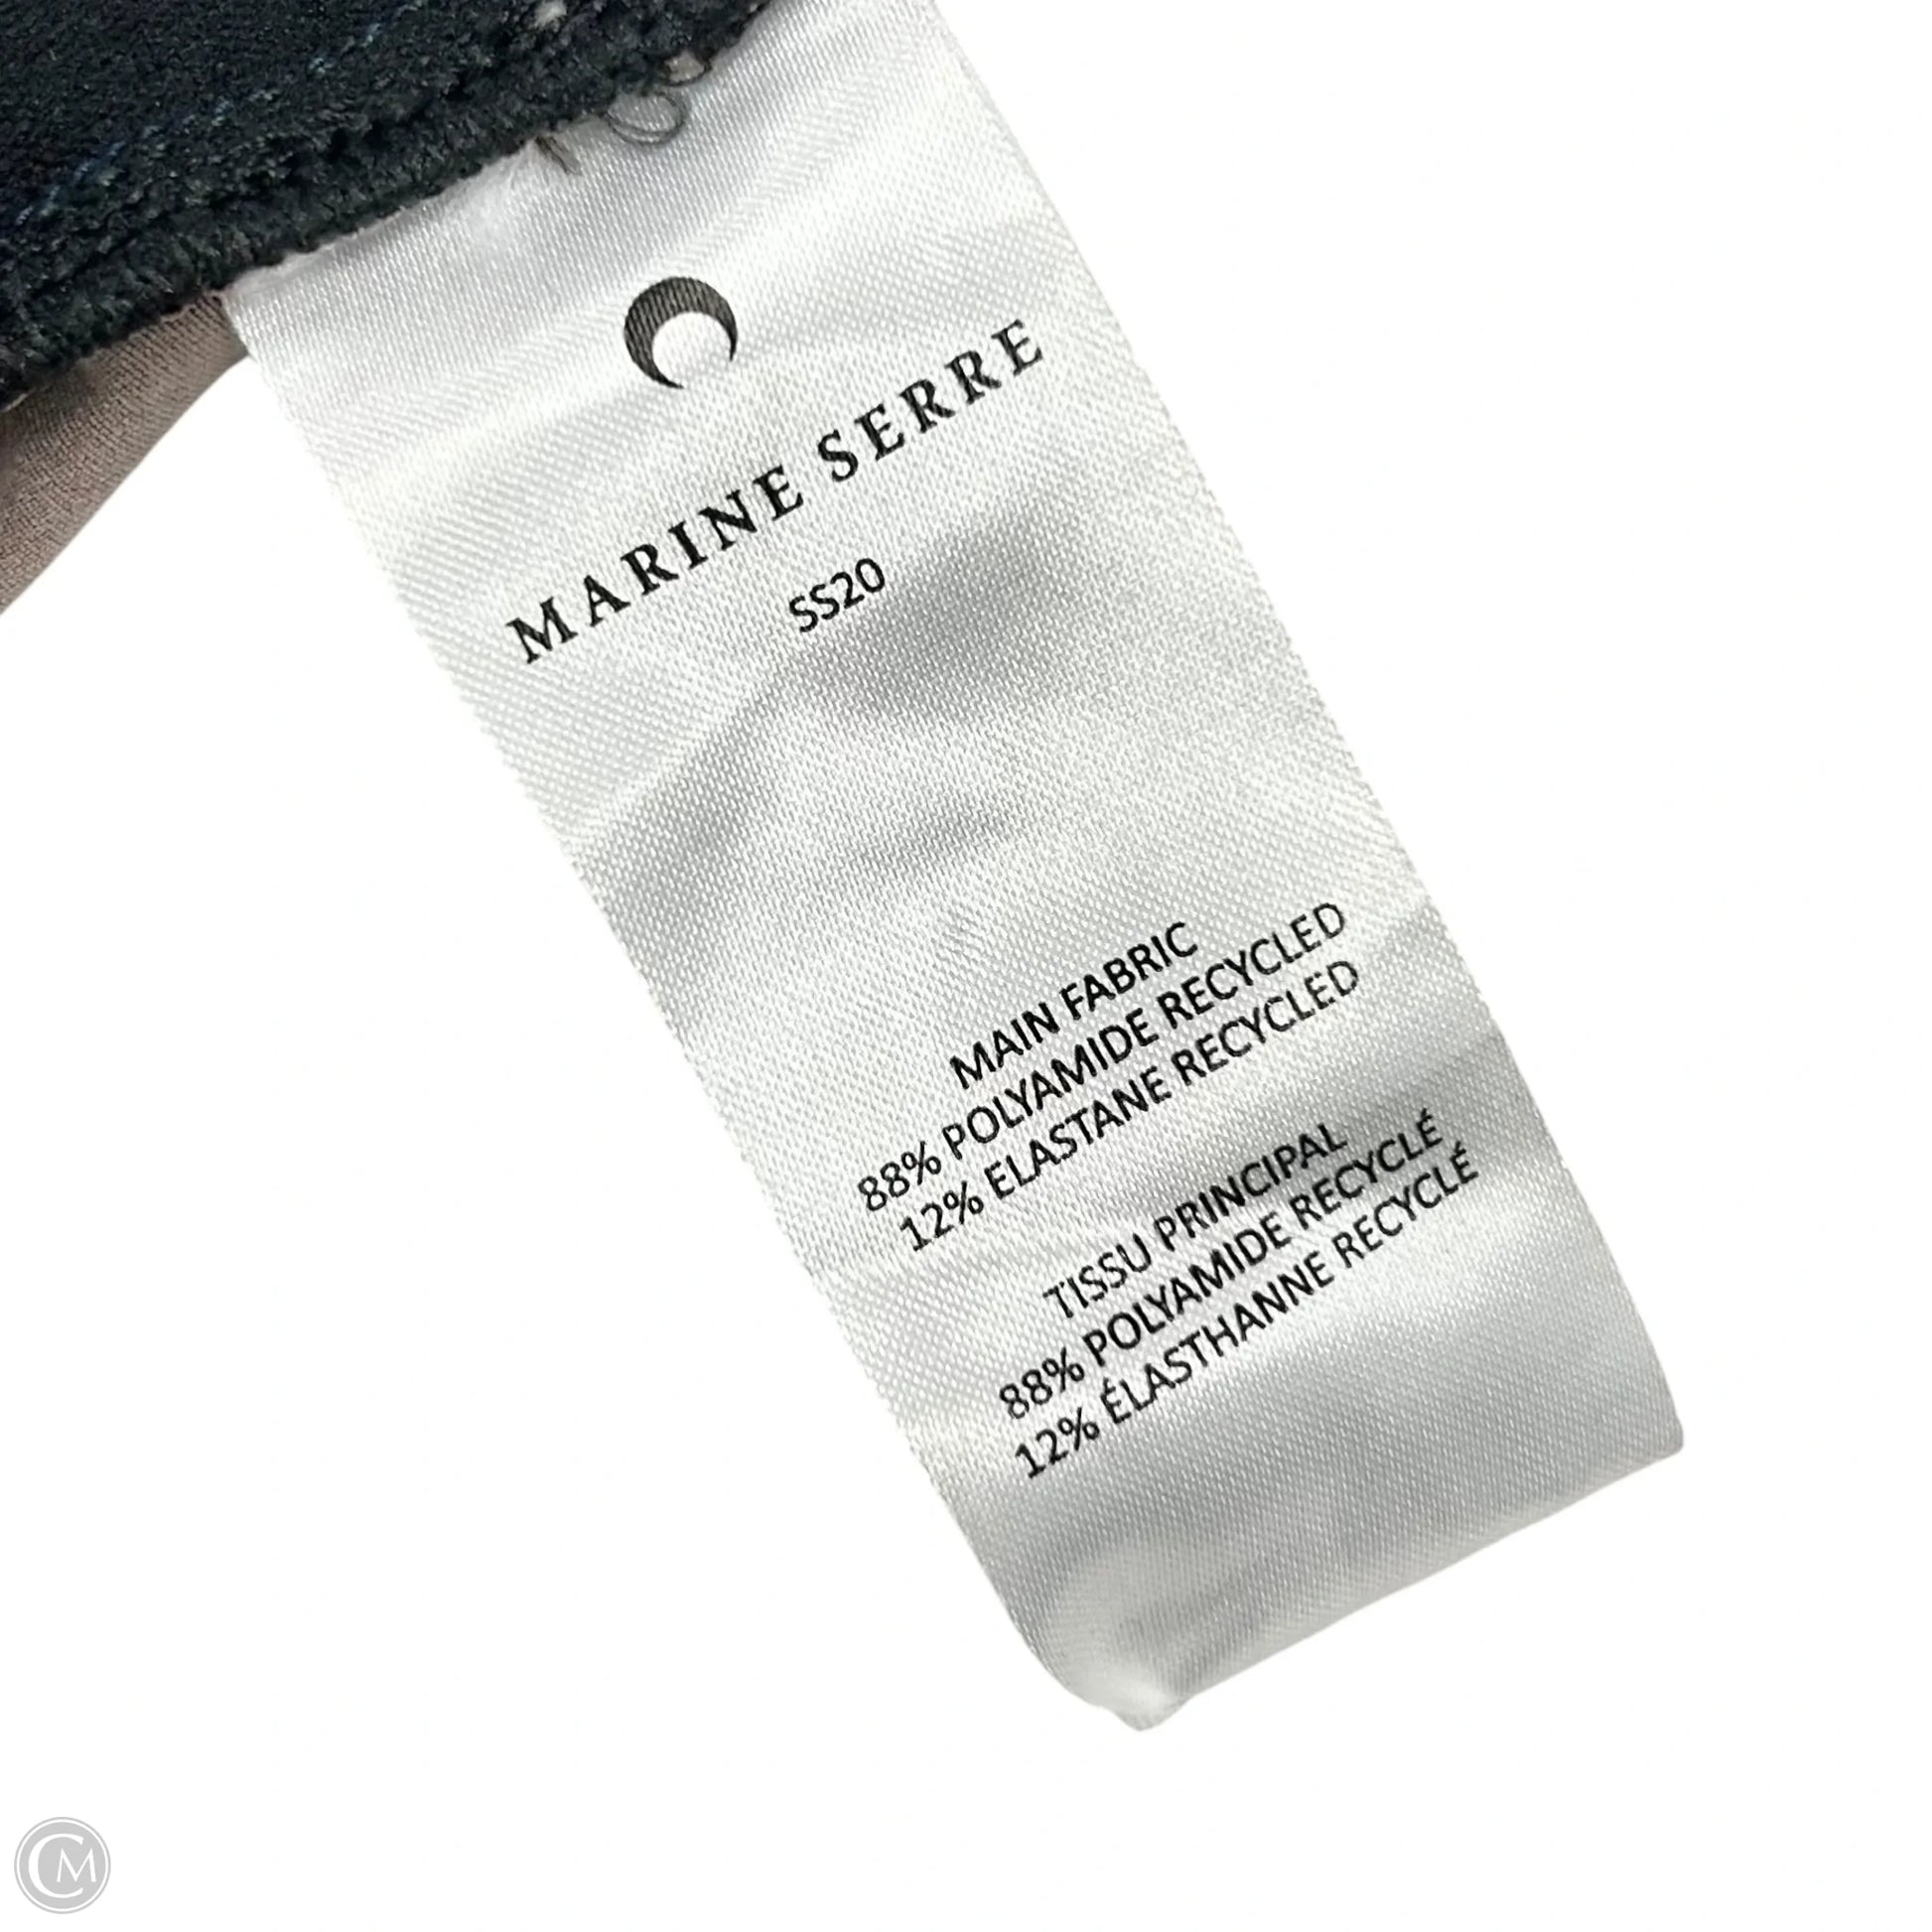 MARINE SERRE
SS20
MAIN FABRIC
88% POLYAMIDE RECYCLED
12% ELASTANE RECYCLED
TISSU PRINCIPAL
88% POLYAMIDE RECYCLÉ
12% ÉLASTHANNE RECYCLÉ
CM